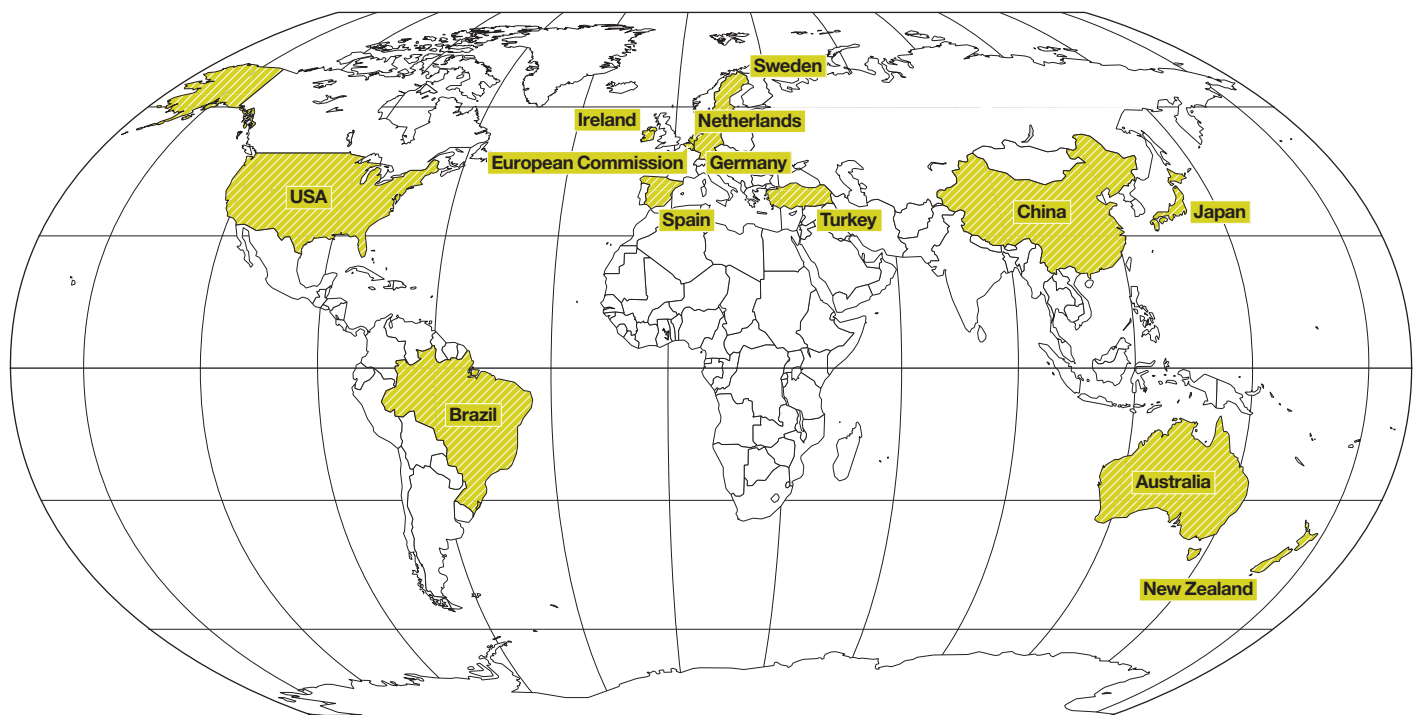 Sweden
Ireland
Netherlands
European Commission
Germany
USA
Spain
Turkey
China
Japan
Brazil
Australia
New Zealand